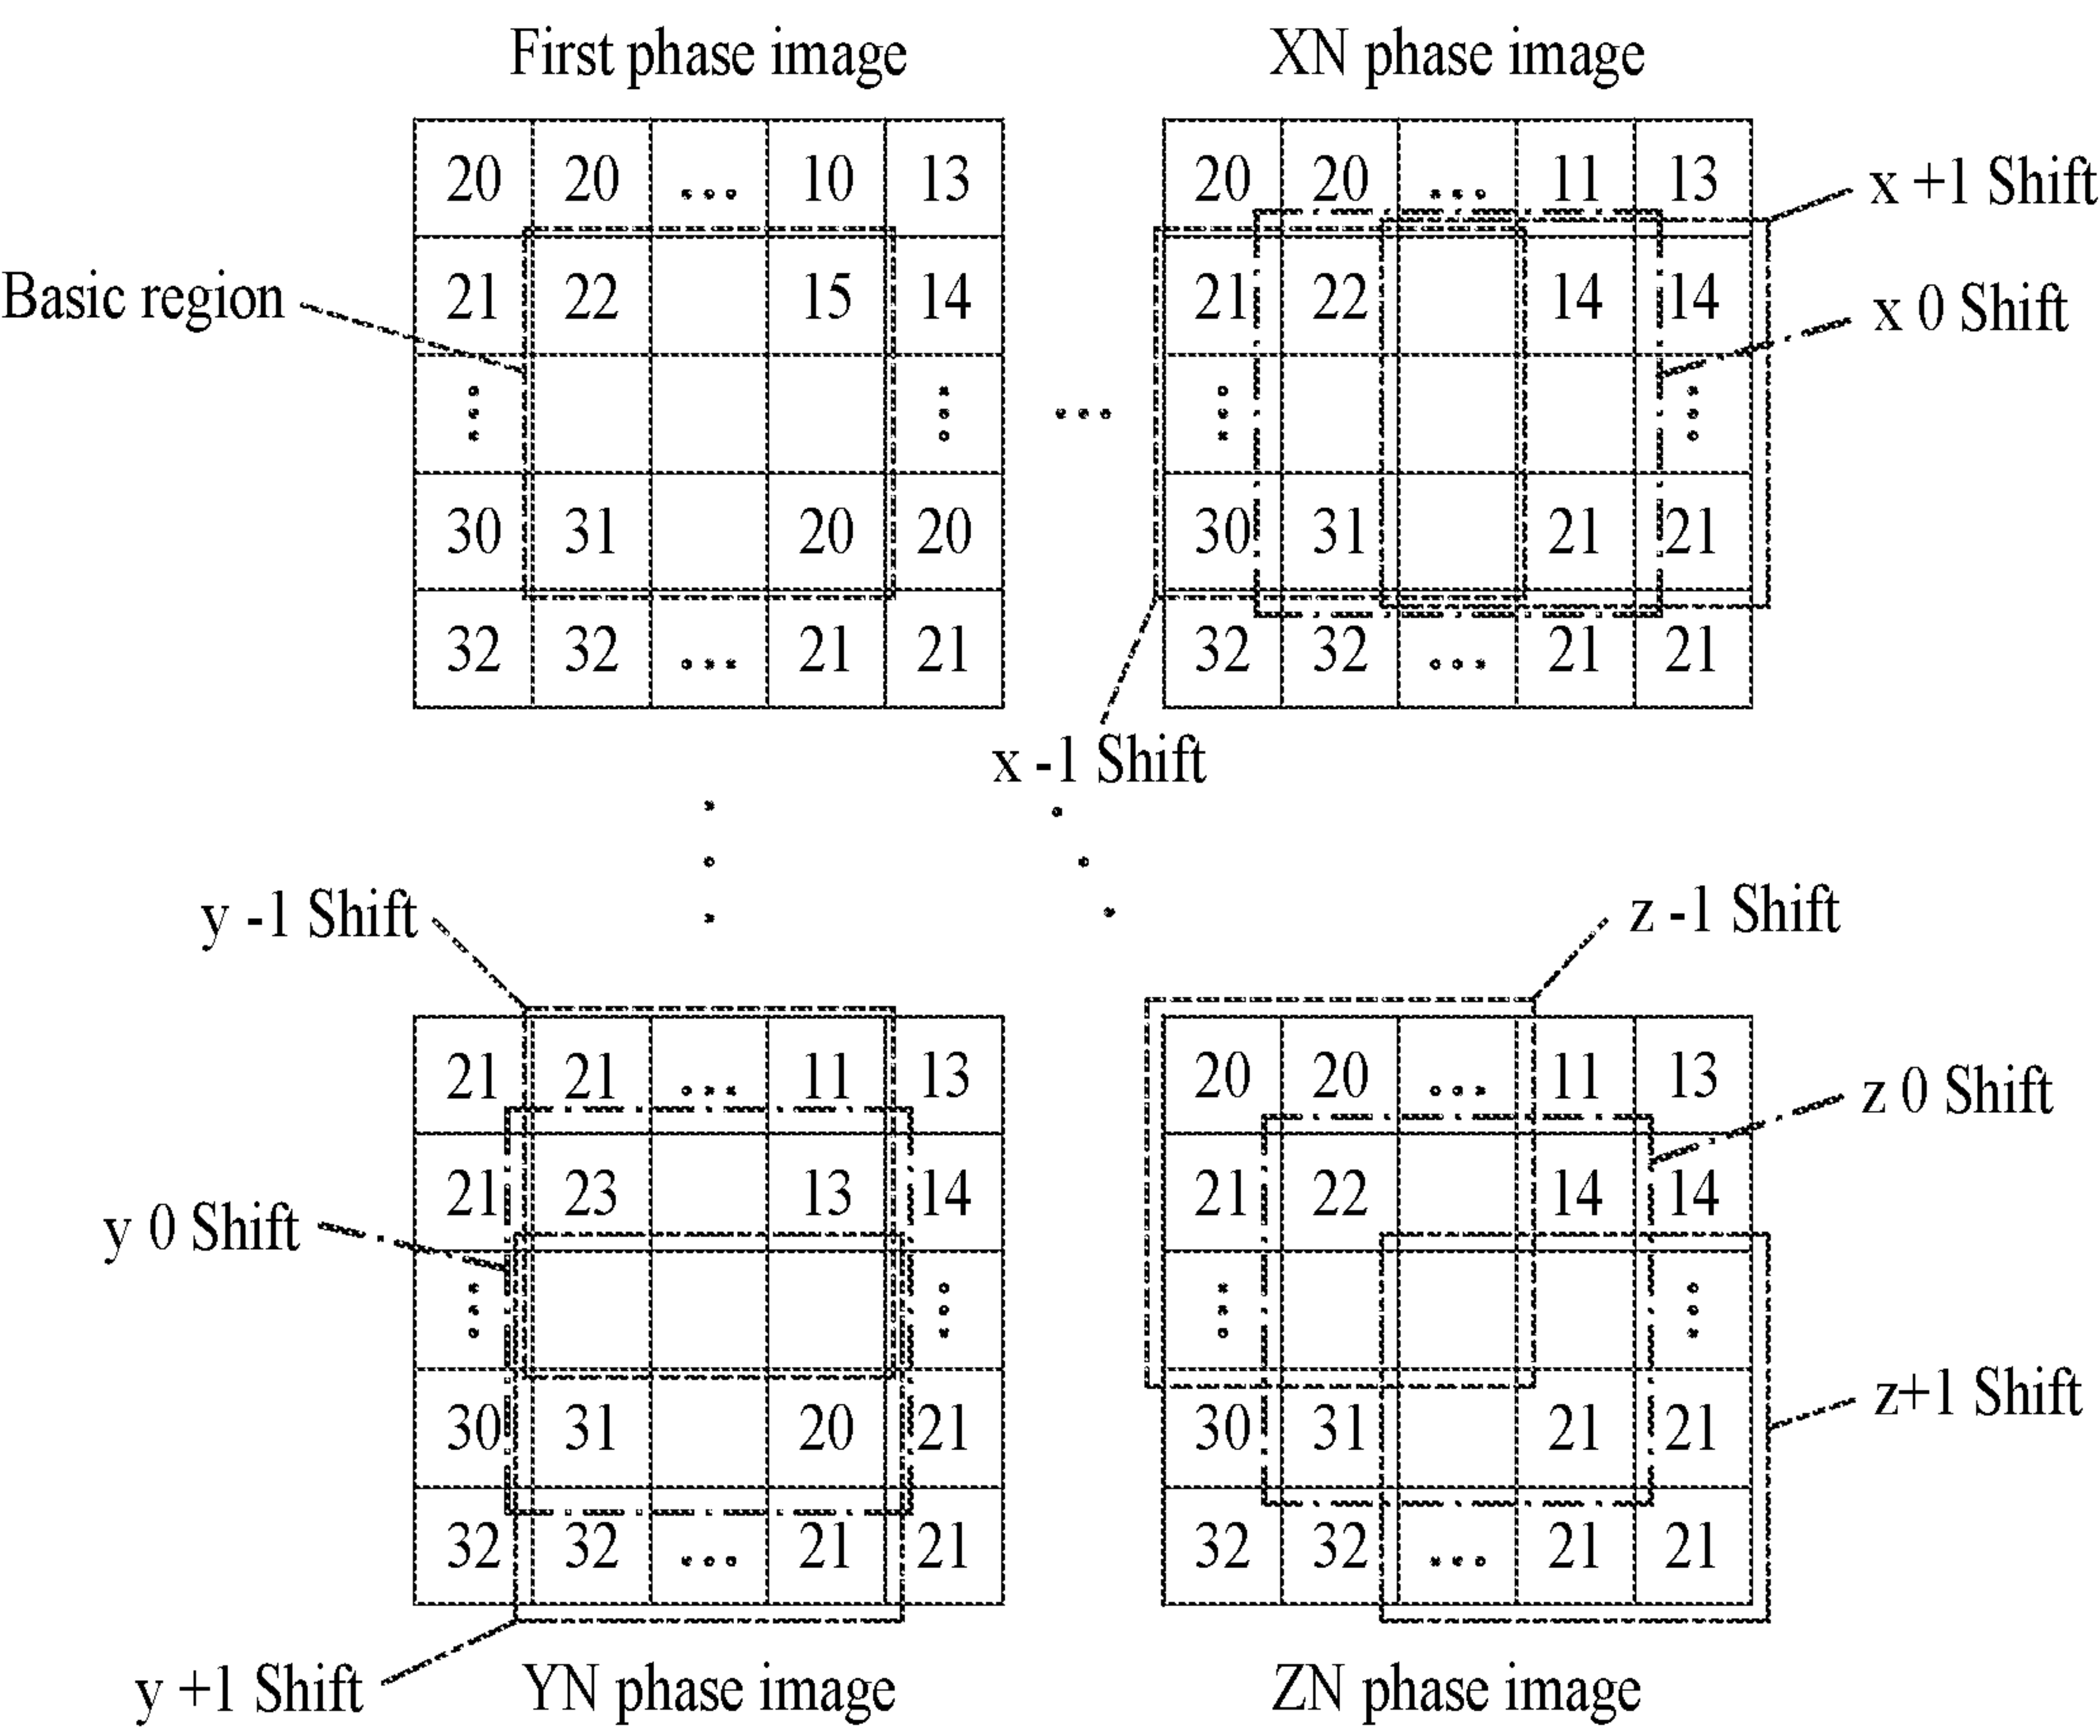 First phase image
XN phase image
20 20 ... 10 13
21 22 15 14
30 31 20 20
32 32 ... 21 21
Basic region
...
20 20 ... 11 13
21 22 14 14
30 31 21 21
32 32 ... 21 21
x +1 Shift
x 0 Shift
x -1 Shift
y -1 Shift
y 0 Shift
21 21 ... 11 13
21 23 13 14
30 31 20 21
32 32 ... 21 21
y +1 Shift
YN phase image
z -1 Shift
20 20 ... 11 13
21 22 14 14
30 31 21 21
32 32 ... 21 21
z 0 Shift
z+1 Shift
ZN phase image